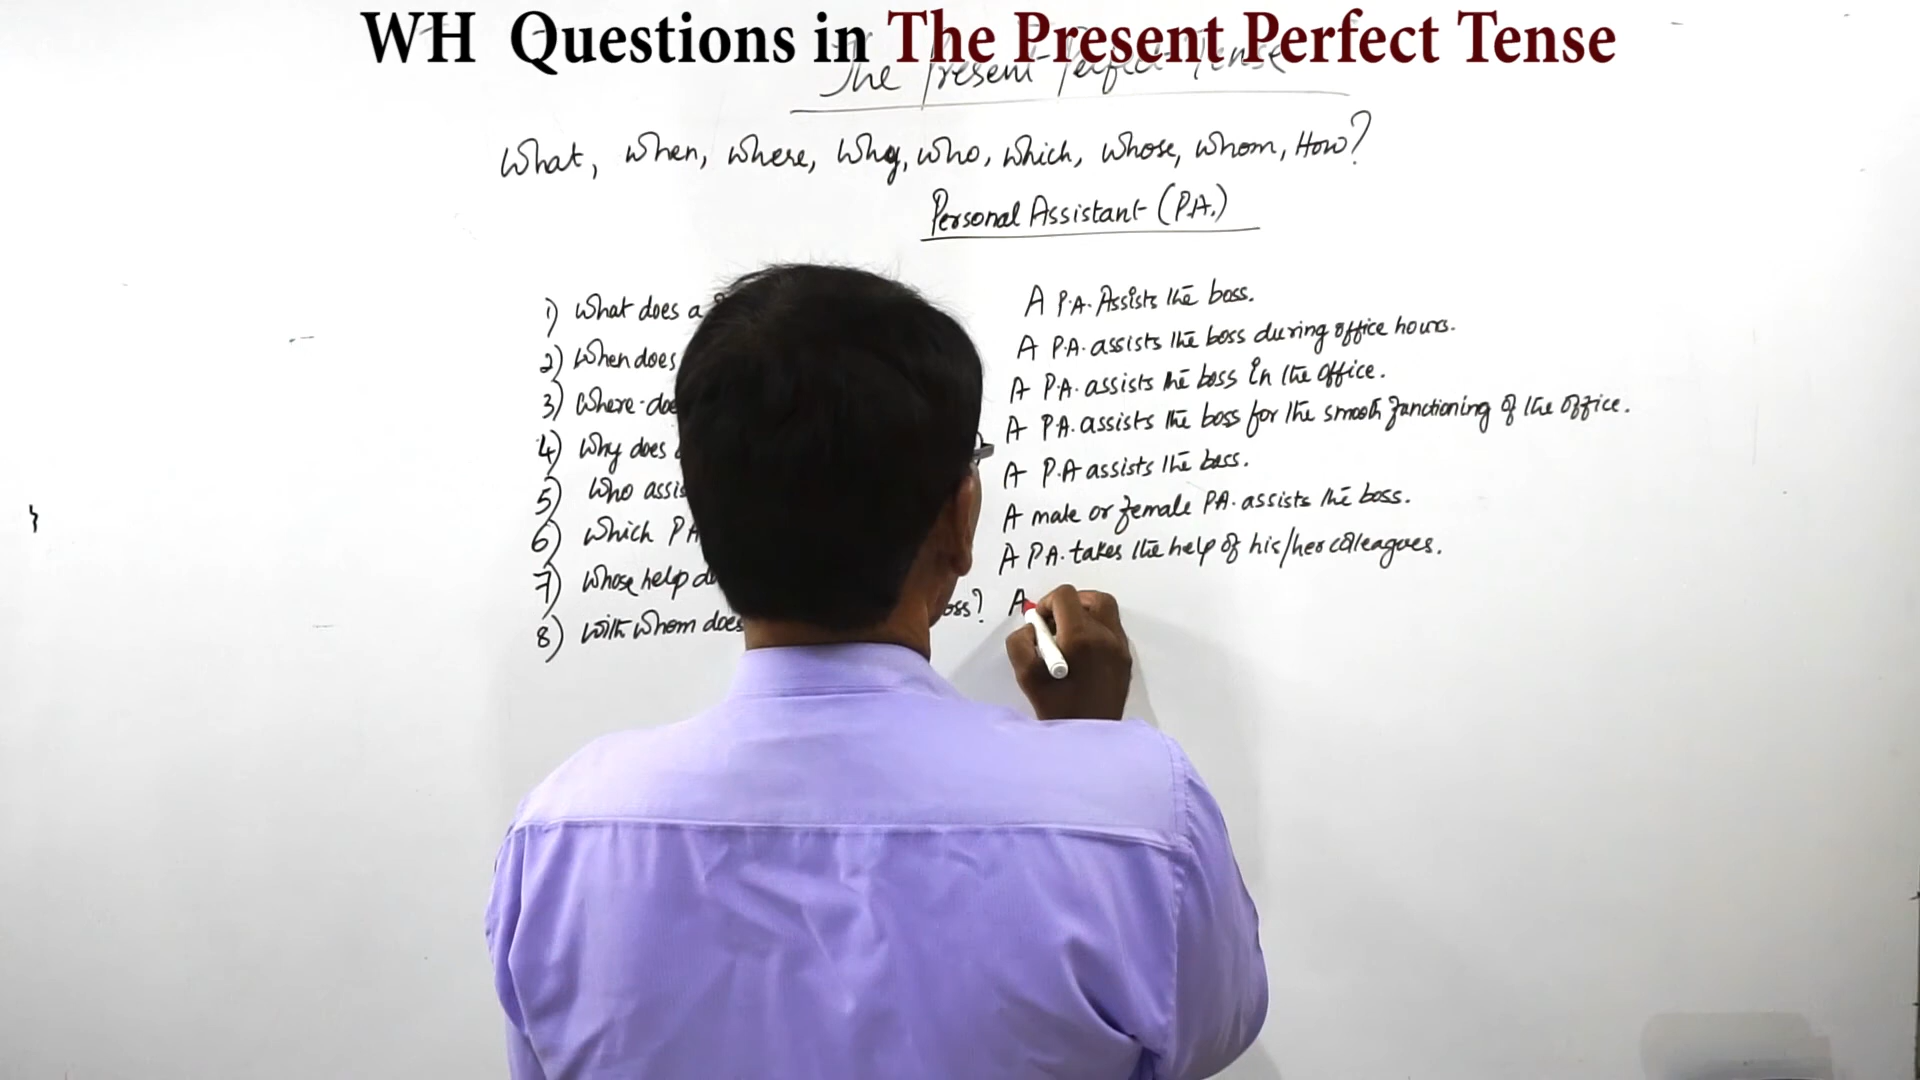 WH Questions in The Present Perfect Tense
The Present Perfect Tense
What, when, where, why, who, which, whose, whom, How?
Personal Assistant (P.A.)
1) What does a A P.A. Assists the boss.
2) When does A P.A. assists the boss during office hours.
3) Where does A P.A. assists the boss in the office.
4) Why does A P.A. assists the boss for the smooth functioning of the office.
5) Who A P.A assists the boss.
6) Which PA A male or female P.A. assists the boss.
7) Whose help A P.A. takes the help of his/her colleagues.
8) With whom does A